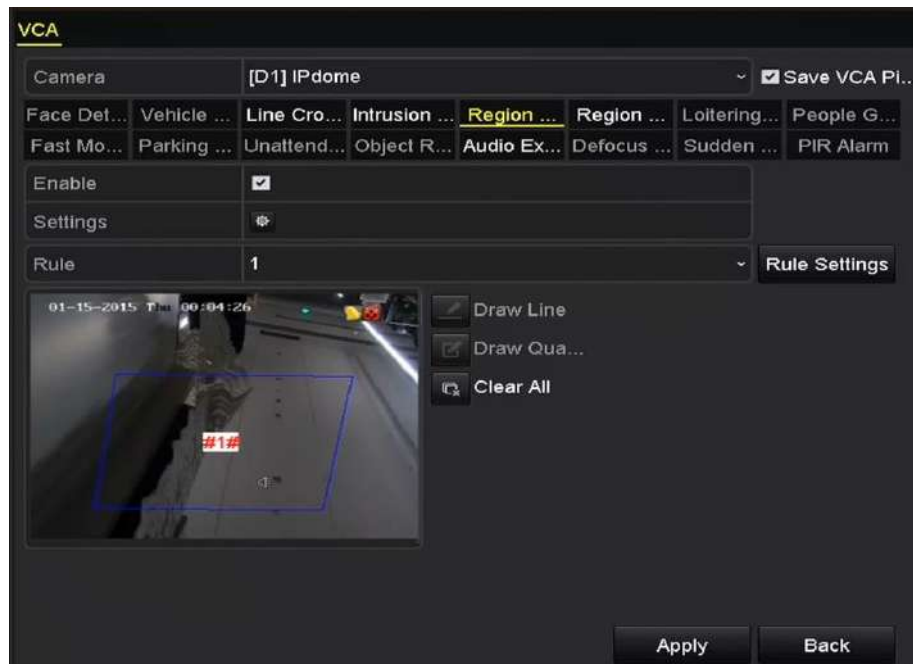 VCA
Camera [D1] IPdome Save VCA Pi..
Face Det... Vehicle ... Line Cro... Intrusion ... Region ... Region ... Loitering... People G...
Fast Mo... Parking ... Unattend... Object R... Audio Ex... Defocus ... Sudden ... PIR Alarm
Enable
Settings
Rule 1 Rule Settings
01-15-2015 Thu 00:04:26
Draw Line
Draw Qua...
Clear All
#1#
Apply Back